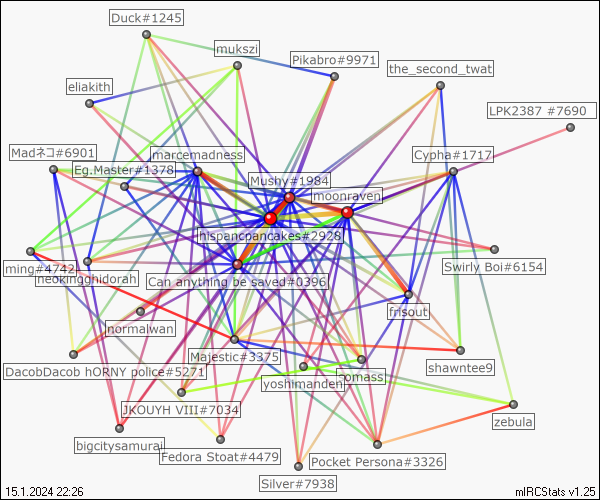 Duck#1245
mukszi
Pikabro#9971
the_second_twat
eliakith
LPK2387 #7690
Madネコ#6901
marcemadness
Cypha#1717
Eg.Master#1378
Mushy#1984
moonraven
hispancpancakes#2928
ming#4742
neokingghidorah
Can anything be saved#0396
Swirly Boi#6154
frisout
normalwan
Majestic#3375
DacobDacob hORNY police#5271
shawntee9
yoshimanden
JKOUYH VIII#7034
zebula
bigcitysamurai
Fedora Stoat#4479
Pocket Persona#3326
Silver#7938
15.1.2024 22:26
mIRCStats v1.25